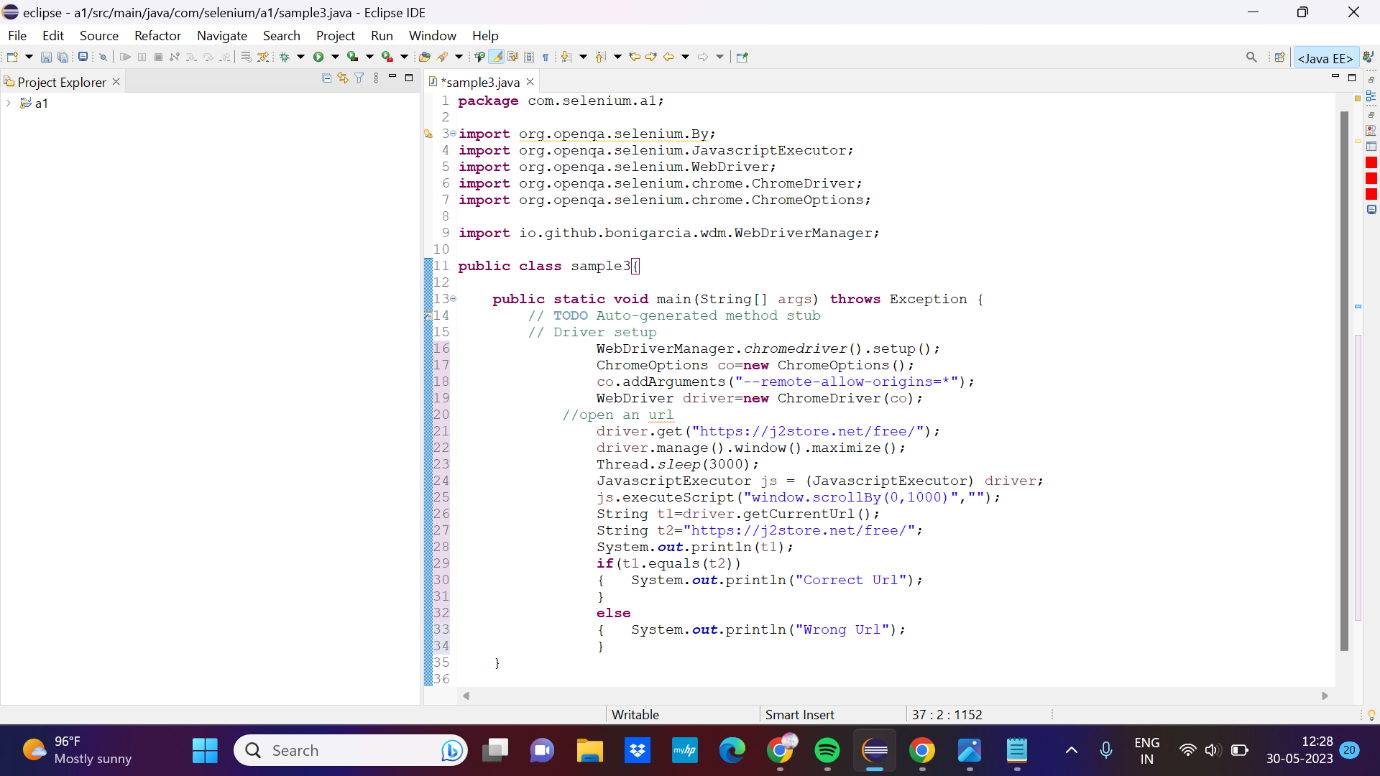 eclipse - a1/src/main/java/com/selenium/a1/sample3.java - Eclipse IDE
File Edit Source Refactor Navigate Search Project Run Window Help
<Java EE>
Project Explorer
*sample3.java
a1
1 package com.selenium.a1;
2
3 import org.openqa.selenium.By;
4 import org.openqa.selenium.JavascriptExecutor;
5 import org.openqa.selenium.WebDriver;
6 import org.openqa.selenium.chrome.ChromeDriver;
7 import org.openqa.selenium.chrome.ChromeOptions;
8
9 import io.github.bonigarcia.wdm.WebDriverManager;
10
11 public class sample3{
12
13 public static void main(String[] args) throws Exception {
14 // TODO Auto-generated method stub
15 // Driver setup
16 WebDriverManager.chromedriver().setup();
17 ChromeOptions co=new ChromeOptions();
18 co.addArguments("--remote-allow-origins=*");
19 WebDriver driver=new ChromeDriver(co);
20 //open an url
21 driver.get("https://j2store.net/free/");
22 driver.manage().window().maximize();
23 Thread.sleep(3000);
24 JavascriptExecutor js = (JavascriptExecutor) driver;
25 js.executeScript("window.scrollBy(0,1000)","");
26 String t1=driver.getCurrentUrl();
27 String t2="https://j2store.net/free/";
28 System.out.println(t1);
29 if(t1.equals(t2))
30 { System.out.println("Correct Url");
31 }
32 else
33 { System.out.println("Wrong Url");
34 }
35 }
36
Writable Smart Insert 37 : 2 : 1152
96°F
Mostly sunny
Search
myhp
ENG
IN
12:28
30-05-2023
20